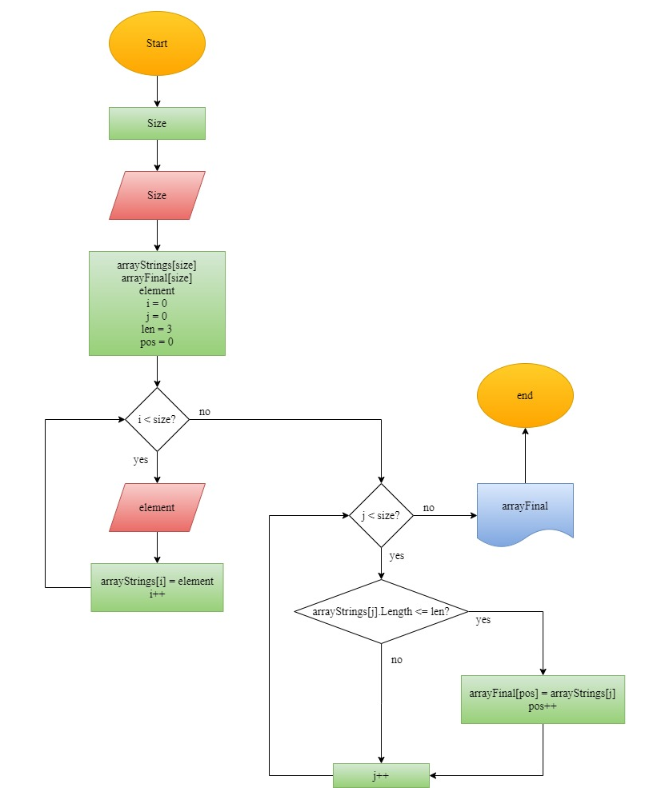 Start
Size
Size
arrayStrings[size]
arrayFinal[size]
element
i = 0
j = 0
len = 3
pos = 0
i < size?
no
yes
element
arrayStrings[i] = element
i++
j < size?
no
yes
arrayFinal
end
arrayStrings[j].Length <= len?
yes
no
arrayFinal[pos] = arrayStrings[j]
pos++
j++